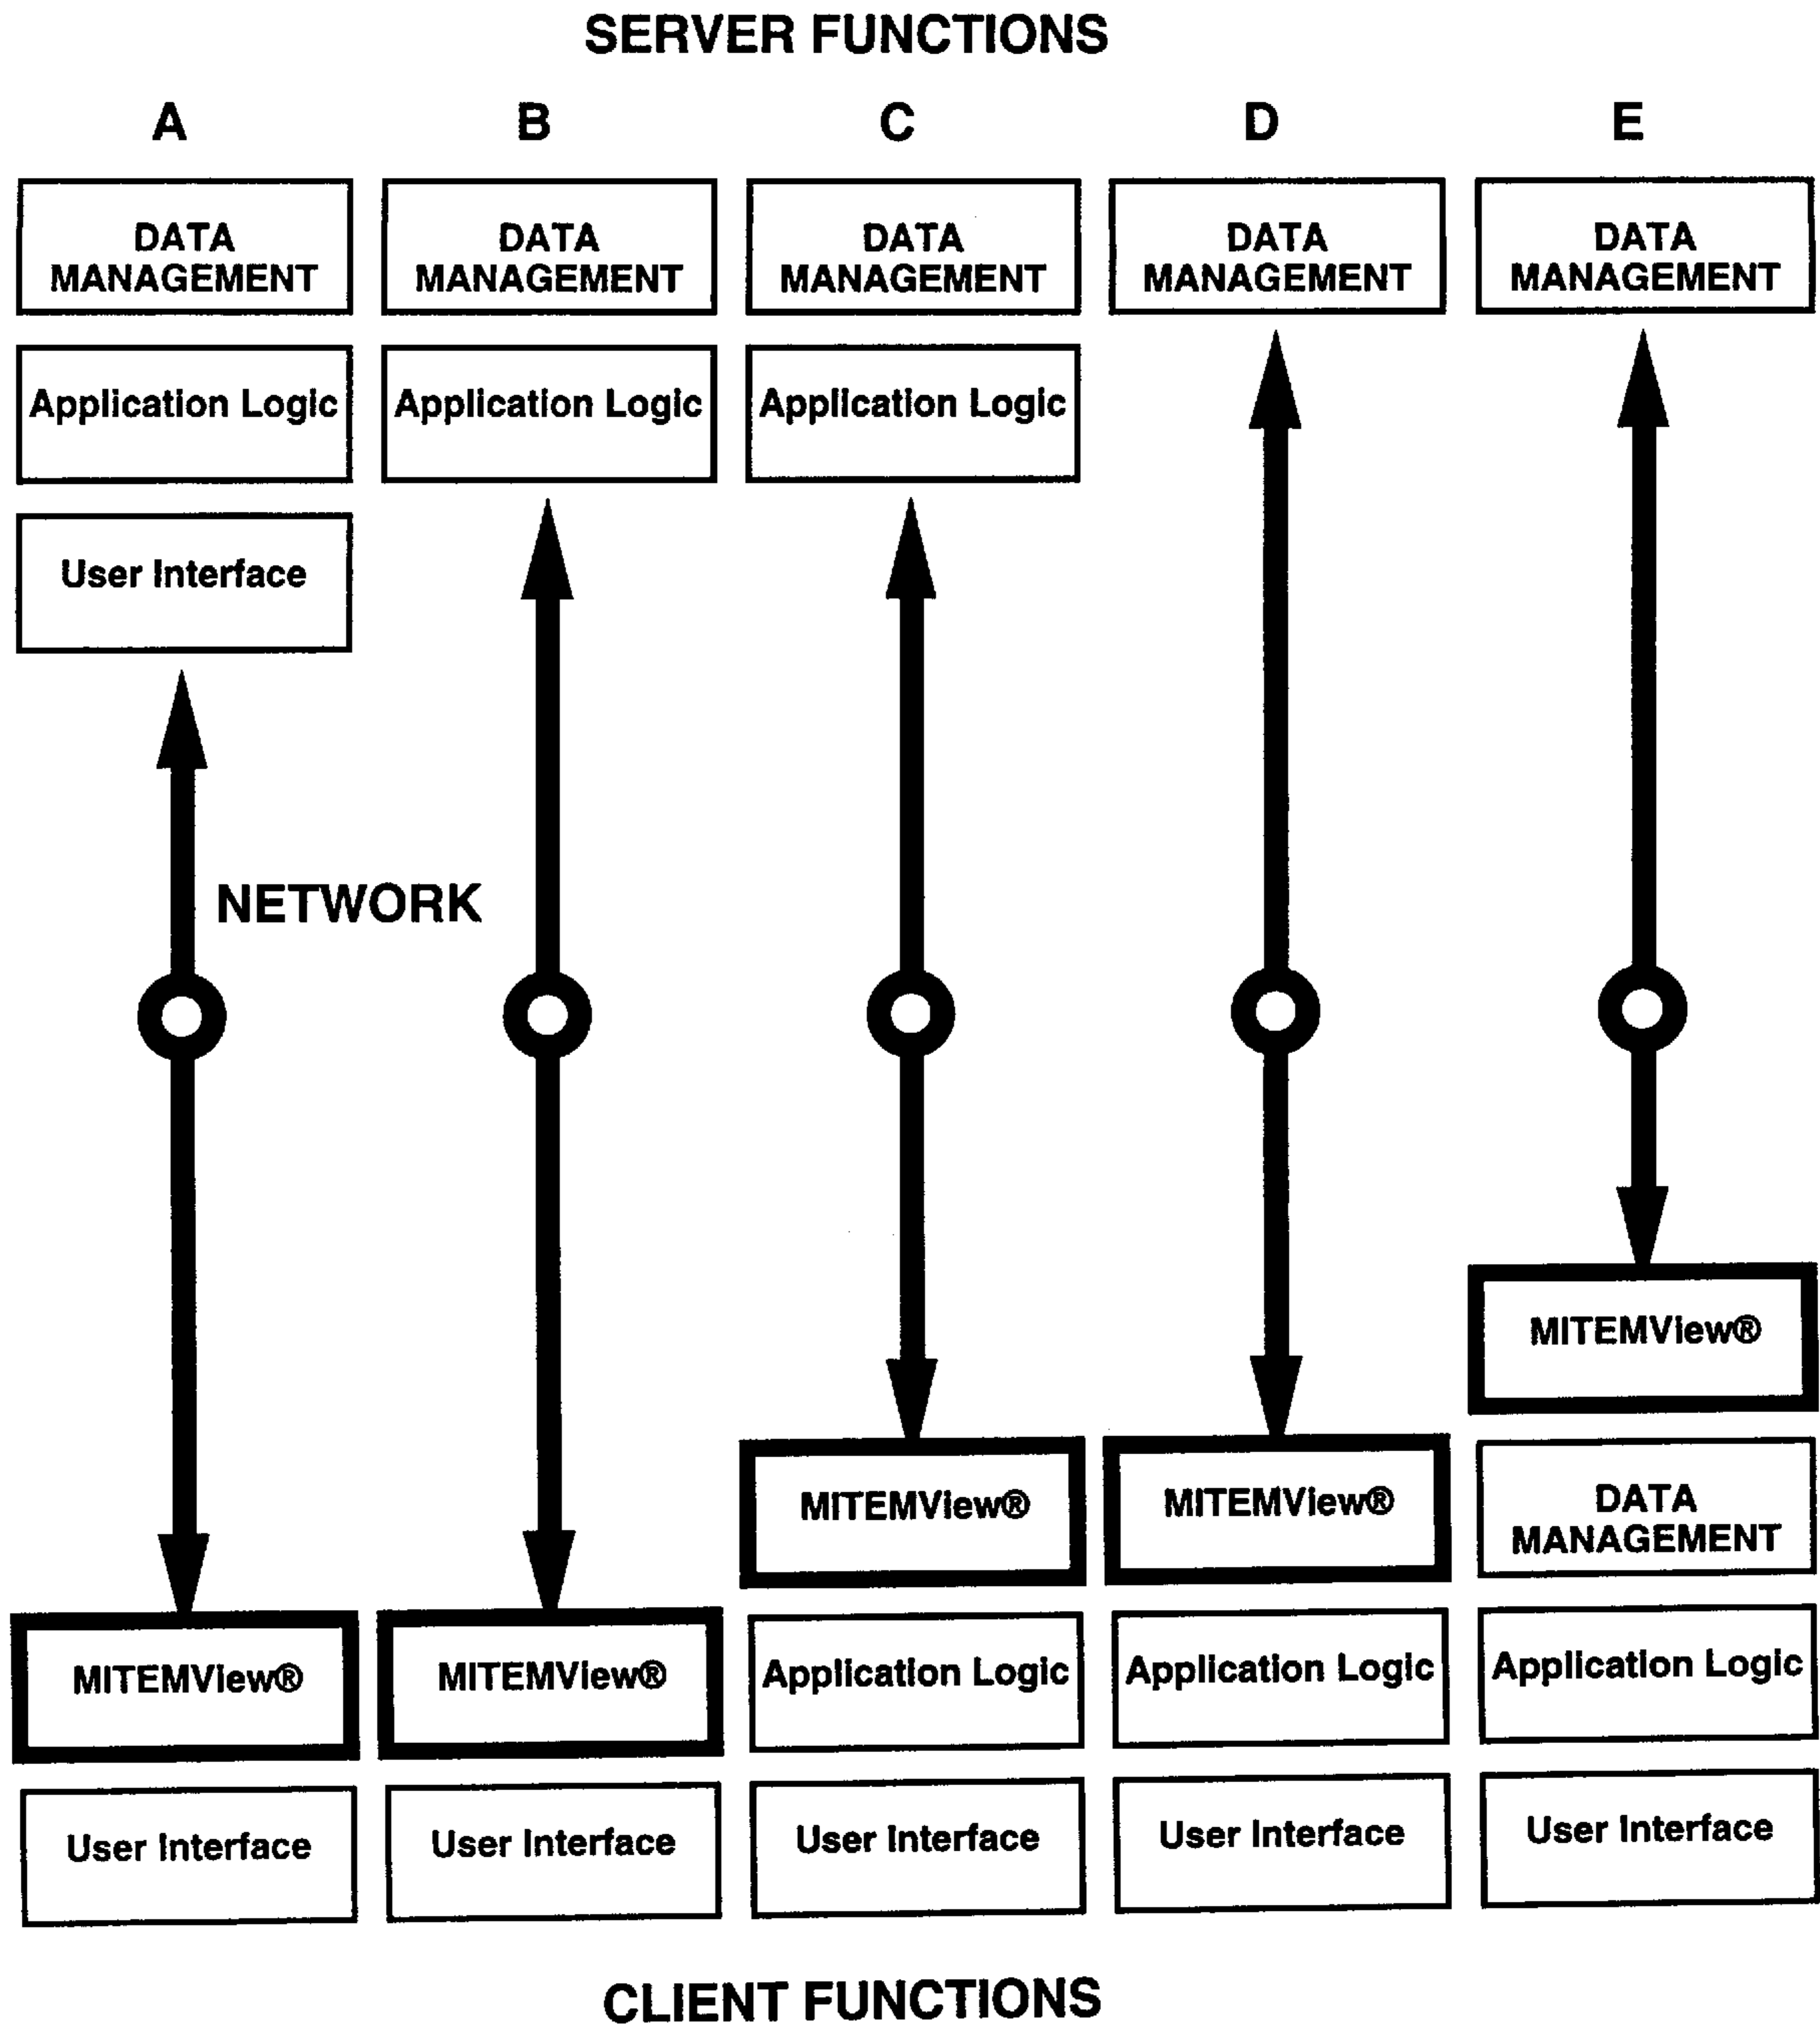 SERVER FUNCTIONS
A B C D E
DATA MANAGEMENT
DATA MANAGEMENT
DATA MANAGEMENT
DATA MANAGEMENT
DATA MANAGEMENT
Application Logic
Application Logic
Application Logic
User Interface
NETWORK
MITEMView®
MITEMView®
MITEMView®
DATA MANAGEMENT
MITEMView®
MITEMView®
Application Logic
Application Logic
Application Logic
User Interface
User Interface
User Interface
User Interface
User Interface
CLIENT FUNCTIONS